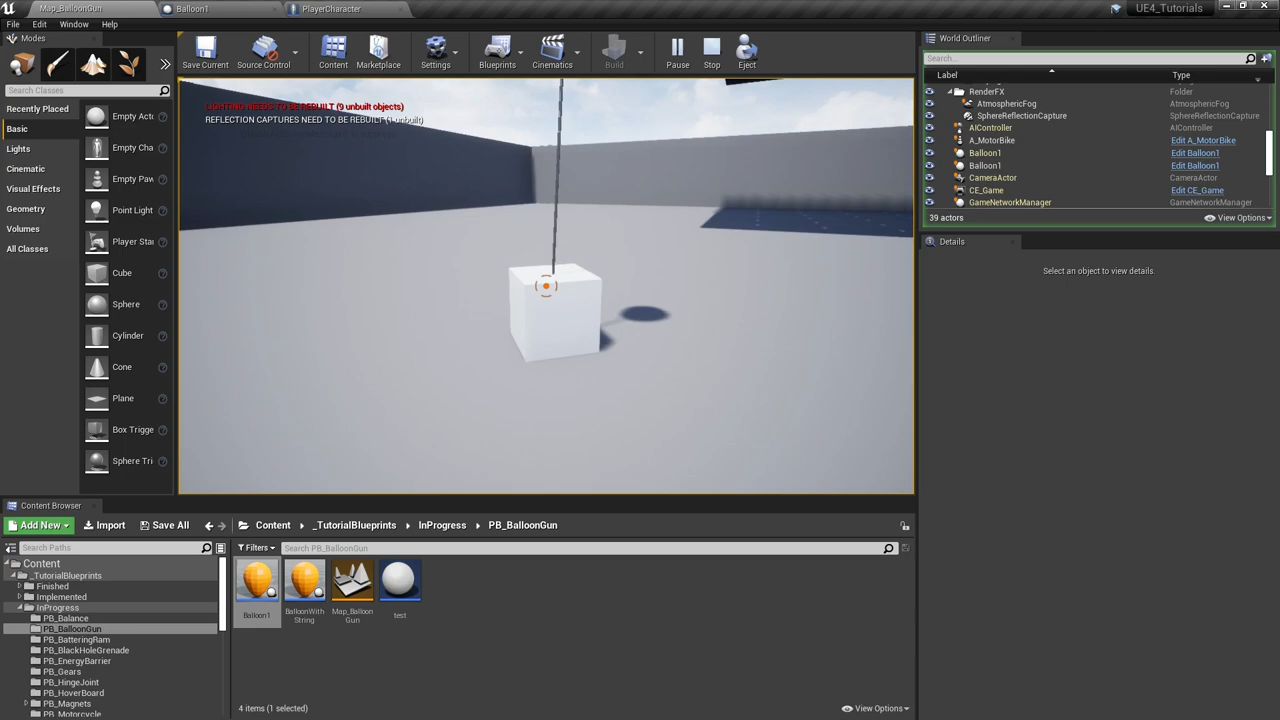 Map_BalloonGun
Balloon1
PlayerCharacter
UE4_Tutorials
File Edit Window Help
Modes
Search Classes
Recently Placed
Basic
Lights
Cinematic
Visual Effects
Geometry
Volumes
All Classes
Empty Acto
Empty Cha
Empty Paw
Point Light
Player Star
Cube
Sphere
Cylinder
Cone
Plane
Box Trigge
Sphere Tri
Save Current
Source Control
Content
Marketplace
Settings
Blueprints
Cinematics
Build
Pause
Stop
Eject
LIGHTING NEEDS TO BE REBUILT (9 unbuilt objects)
REFLECTION CAPTURES NEED TO BE REBUILT (1 unbuilt)
World Outliner
Search...
Label Type
RenderFX Folder
AtmosphericFog AtmosphericFog
SphereReflectionCapture SphereReflectionCapture
AIController AIController
A_MotorBike Edit A_MotorBike
Balloon1 Edit Balloon1
Balloon1 Edit Balloon1
CameraActor CameraActor
CE_Game Edit CE_Game
GameNetworkManager GameNetworkManager
39 actors View Options
Details
Select an object to view details.
Content Browser
Add New Import Save All Content _TutorialBlueprints InProgress PB_BalloonGun
Search Paths
Filters Search PB_BalloonGun
Content
_TutorialBlueprints
Finished
Implemented
InProgress
PB_Balance
PB_BalloonGun
PB_BatteringRam
PB_BlackHoleGrenade
PB_EnergyBarrier
PB_Gears
PB_HingeJoint
PB_HoverBoard
PB_Magnets
PB_Motorcycle
Balloon1
BalloonWith
String
Map_Balloon
Gun
test
4 items (1 selected) View Options